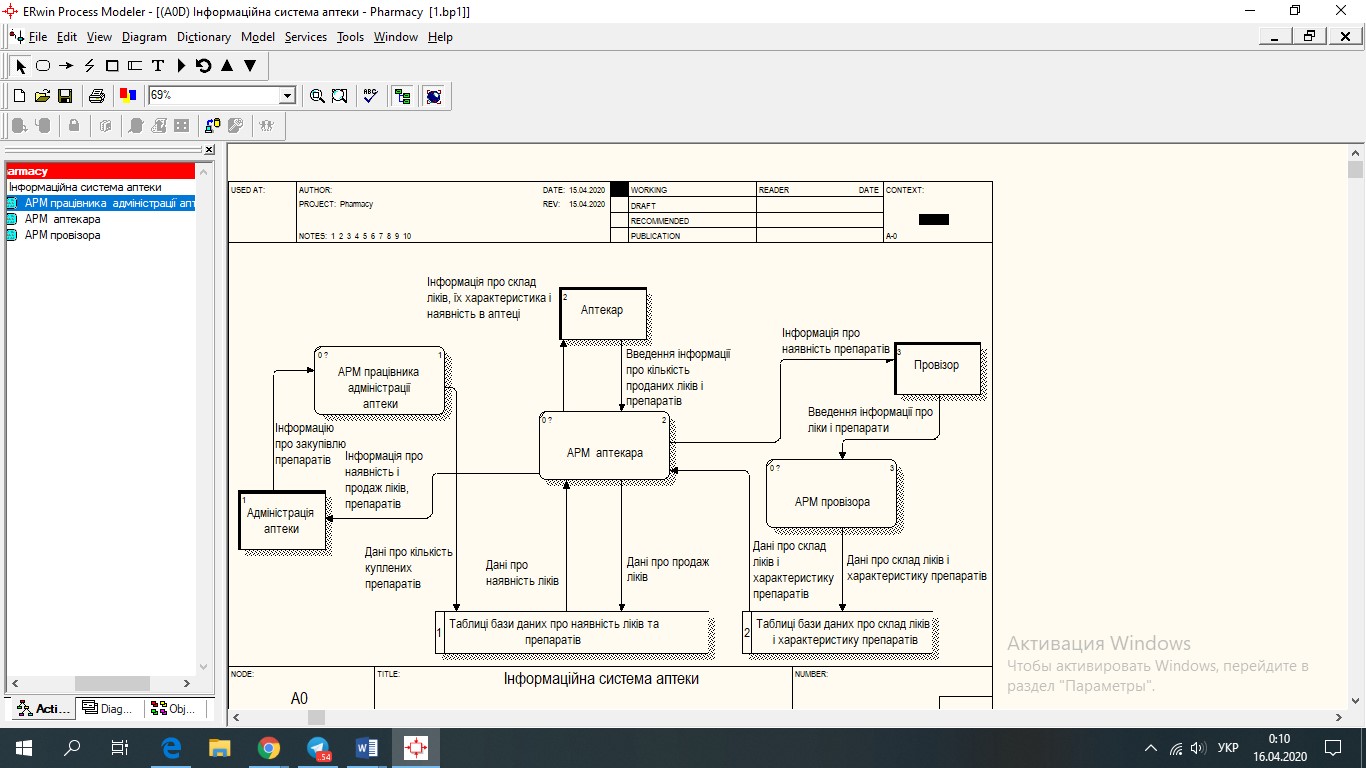 ERwin Process Modeler - [(A0D) Інформаційна система аптеки - Pharmacy [1.bp1]]
File Edit View Diagram Dictionary Model Services Tools Window Help
T
69%
ABC
armacy
Інформаційна система аптеки
АРМ працівника адміністрації апт
АРМ аптекара
АРМ провізора
USED AT:
AUTHOR:
DATE: 15.04.2020
PROJECT: Pharmacy
REV: 15.04.2020
NOTES: 1 2 3 4 5 6 7 8 9 10
WORKING
DRAFT
RECOMMENDED
PUBLICATION
READER DATE
CONTEXT:
A-0
Інформація про склад
ліків, їх характеристика і
наявність в аптеці
2
Аптекар
Інформація про
наявність препаратів
3
Провізор
0 ? 1
АРМ працівника
адміністрації
аптеки
Введення інформації
про кількість
проданих ліків і
препаратів
Введення інформації про
ліки і препарати
0 ? 2
АРМ аптекара
Інформацію
про закупівлю
препаратів
Інформація про
наявність і
продаж ліків,
препаратів
0 ? 3
АРМ провізора
1
Адміністрація
аптеки
Дані про кількість
куплених
препаратів
Дані про
наявність ліків
Дані про продаж
ліків
Дані про склад
ліків і
характеристику
препаратів
Дані про склад ліків і
характеристику препаратів
1
Таблиці бази даних про наявність ліків та
препаратів
2
Таблиці бази даних про склад ліків
і характеристику препаратів
Активация Windows
Чтобы активировать Windows, перейдите в
раздел "Параметры".
NODE:
A0
TITLE:
Інформаційна система аптеки
NUMBER:
Acti... Diag... Obj...
54
УКР
0:10
16.04.2020